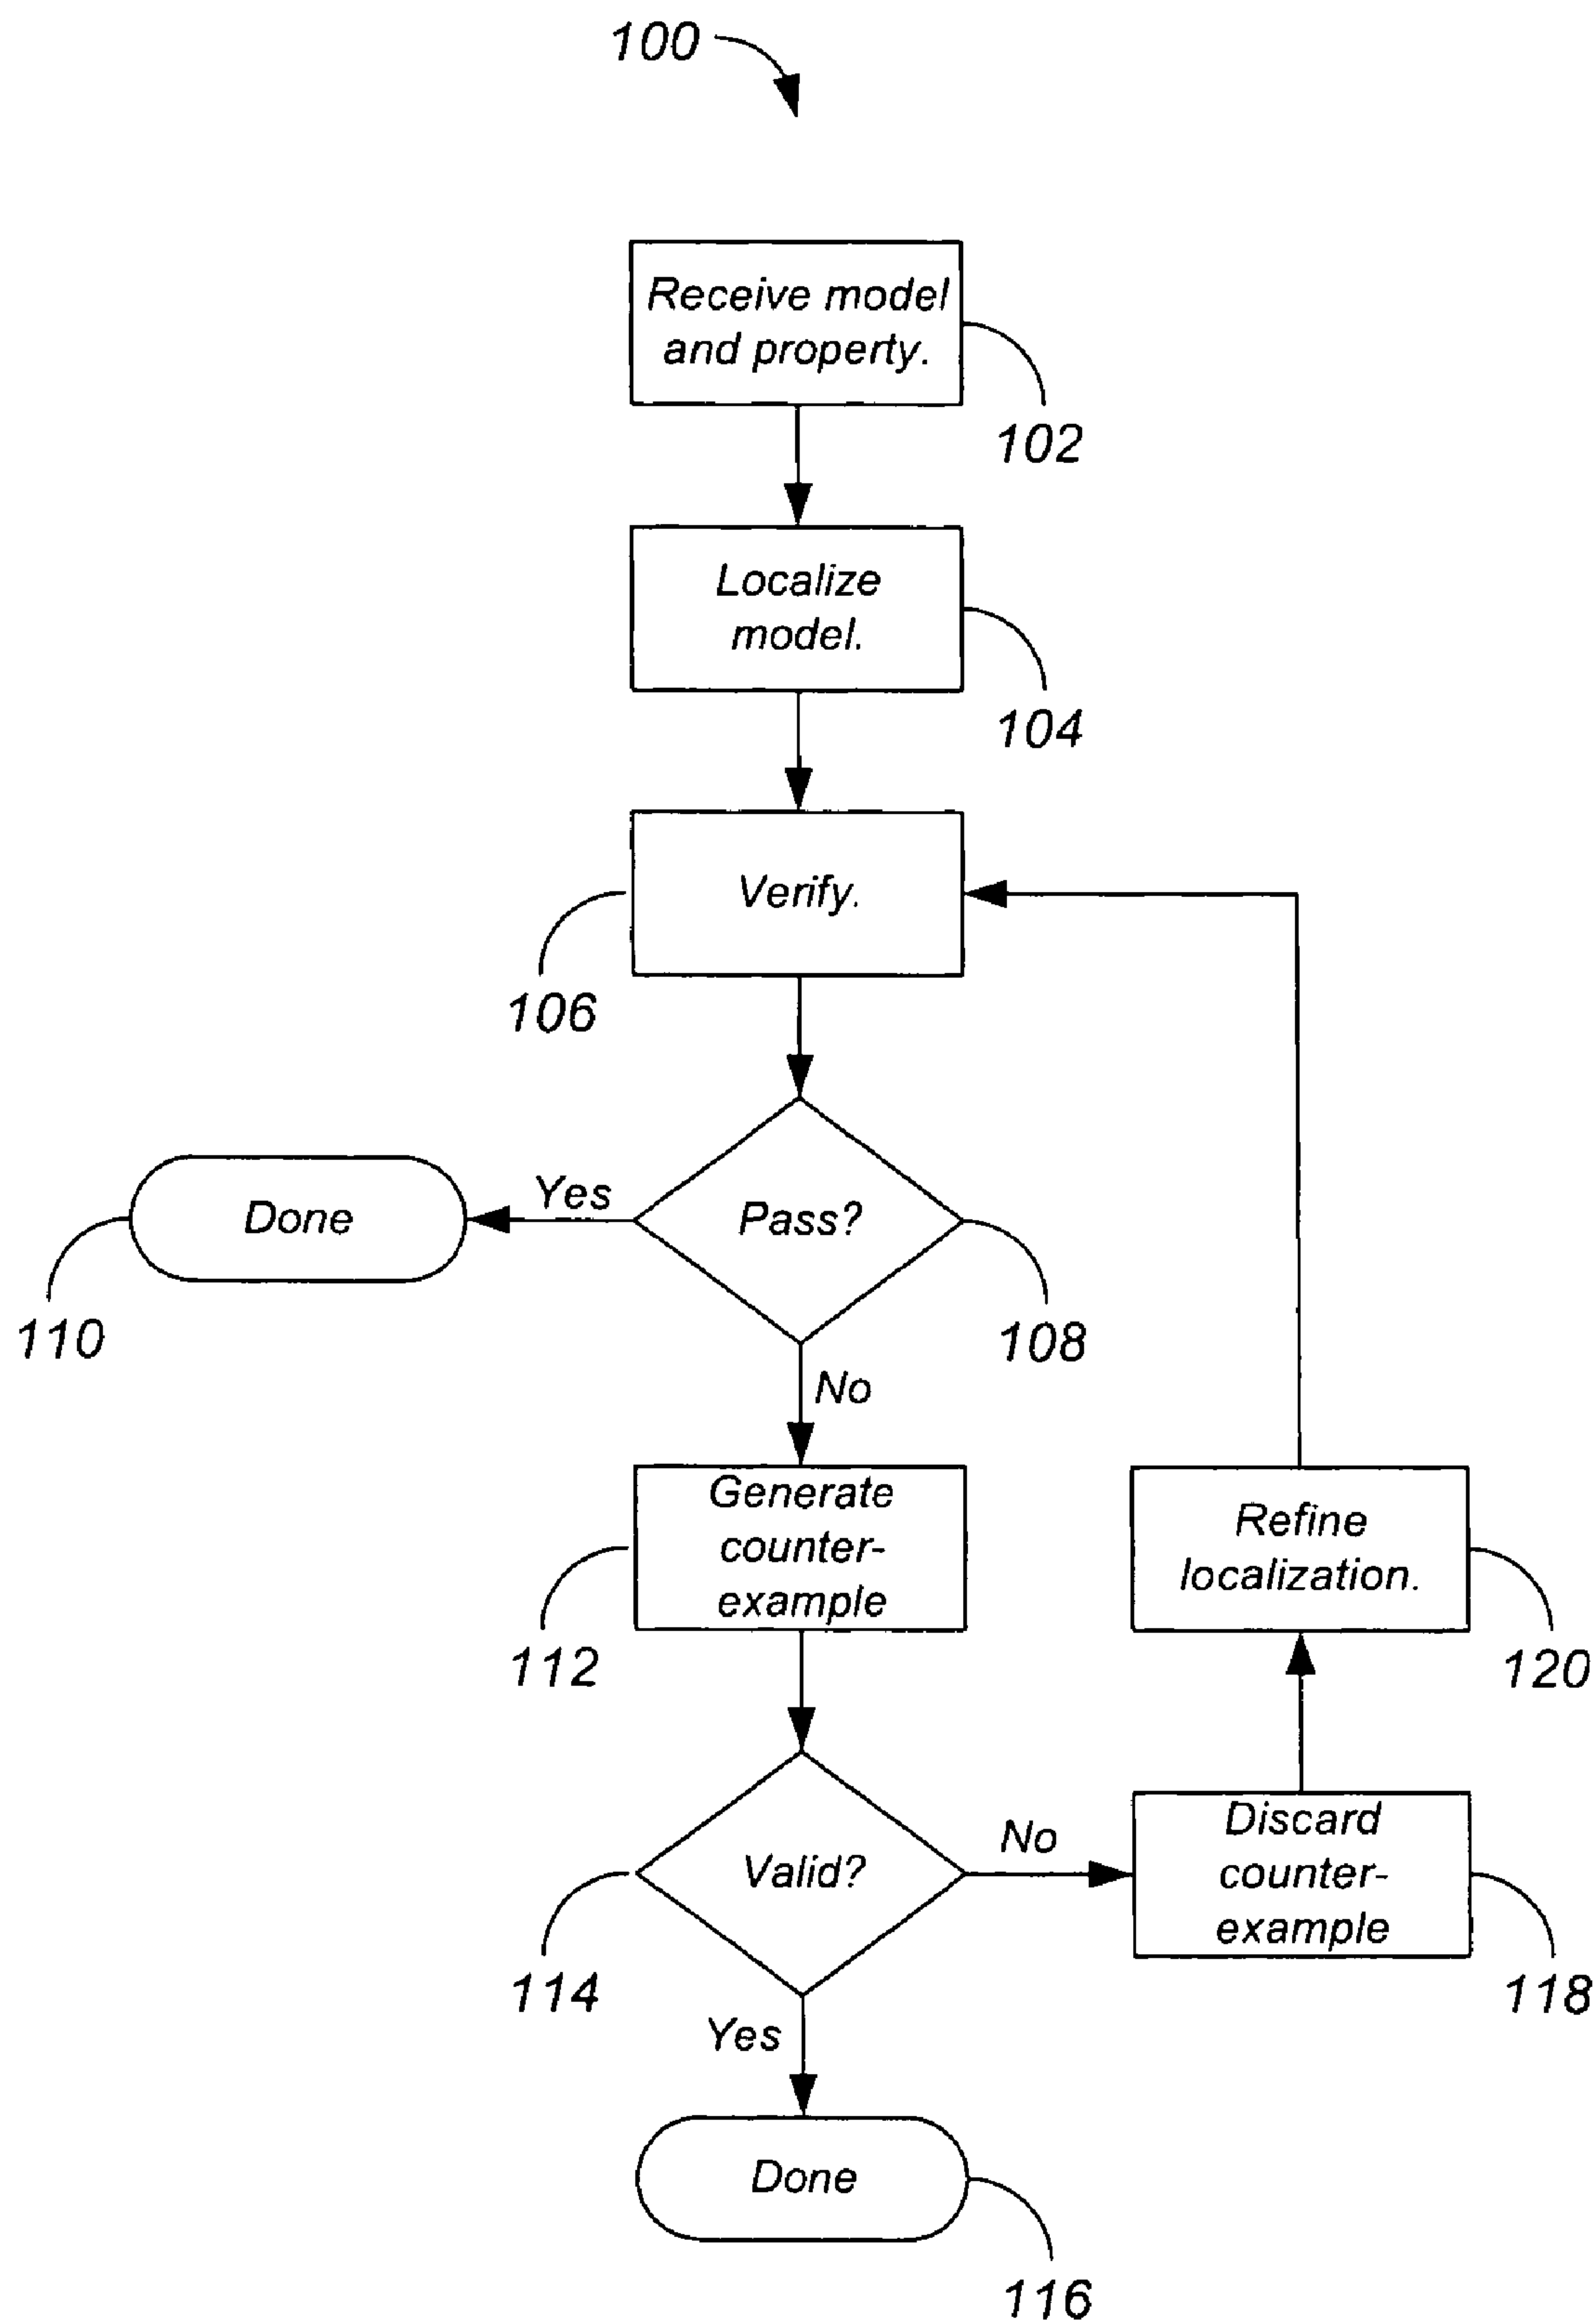 100
Receive model
and property.
102
Localize
model.
104
Verify.
106
Pass?
108
Yes
Done
110
No
Generate
counter-
example
112
Refine
localization.
120
Valid?
114
No
Discard
counter-
example
118
Yes
Done
116